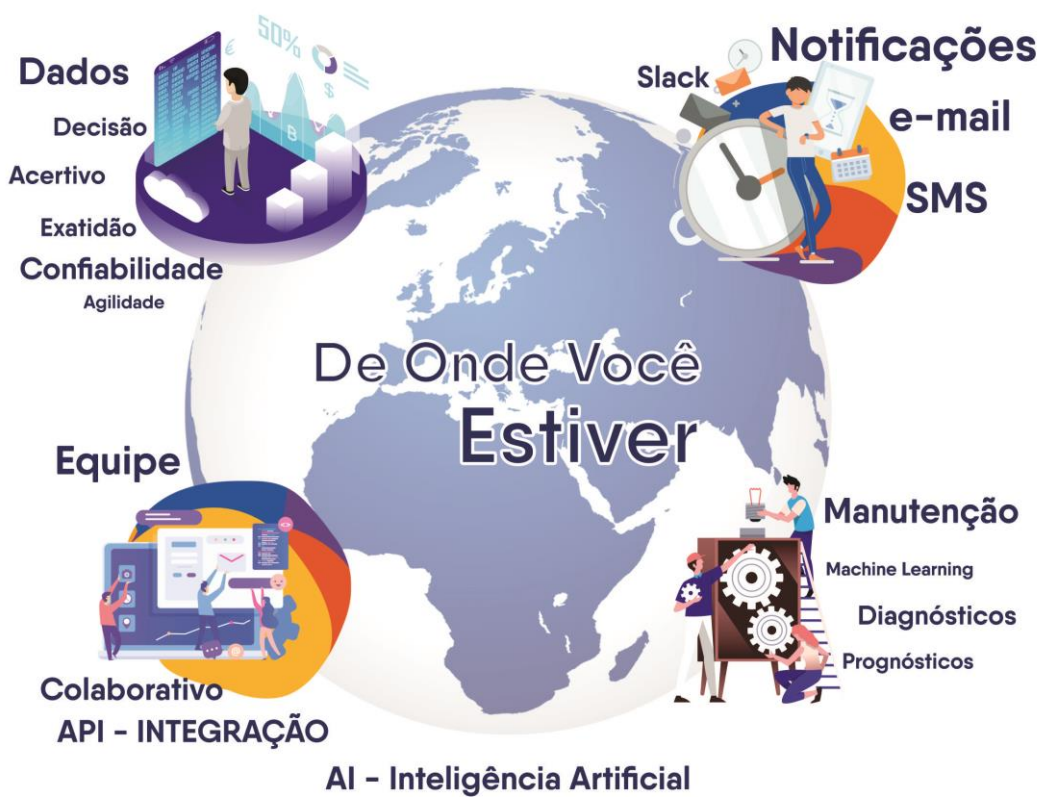 Dados
Decisão
Acertivo
Exatidão
Confiabilidade
Agilidade
50%
€
$
B
Notificações
Slack
e-mail
SMS
De Onde Você
Estiver
Equipe
Colaborativo
API - INTEGRAÇÃO
Manutenção
Machine Learning
Diagnósticos
Prognósticos
AI - Inteligência Artificial